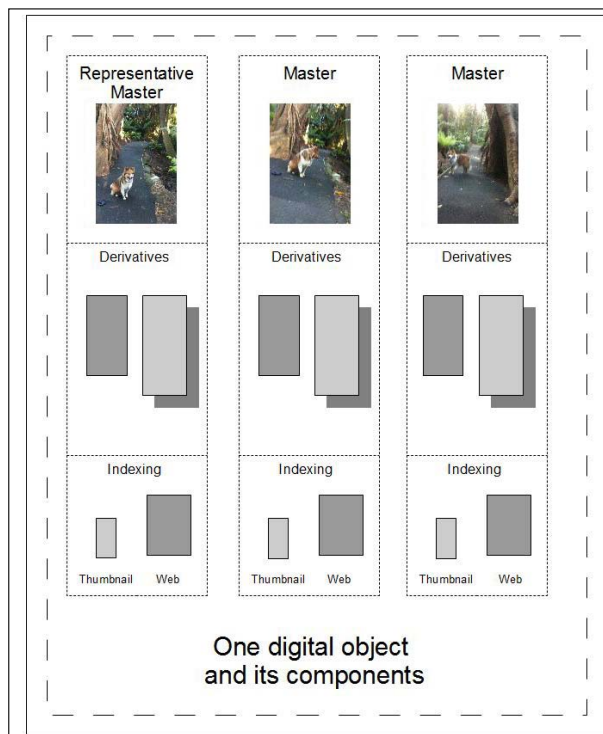 Representative
Master
Master
Master
Derivatives
Derivatives
Derivatives
Indexing
Indexing
Indexing
Thumbnail Web
Thumbnail Web
Thumbnail Web
One digital object
and its components